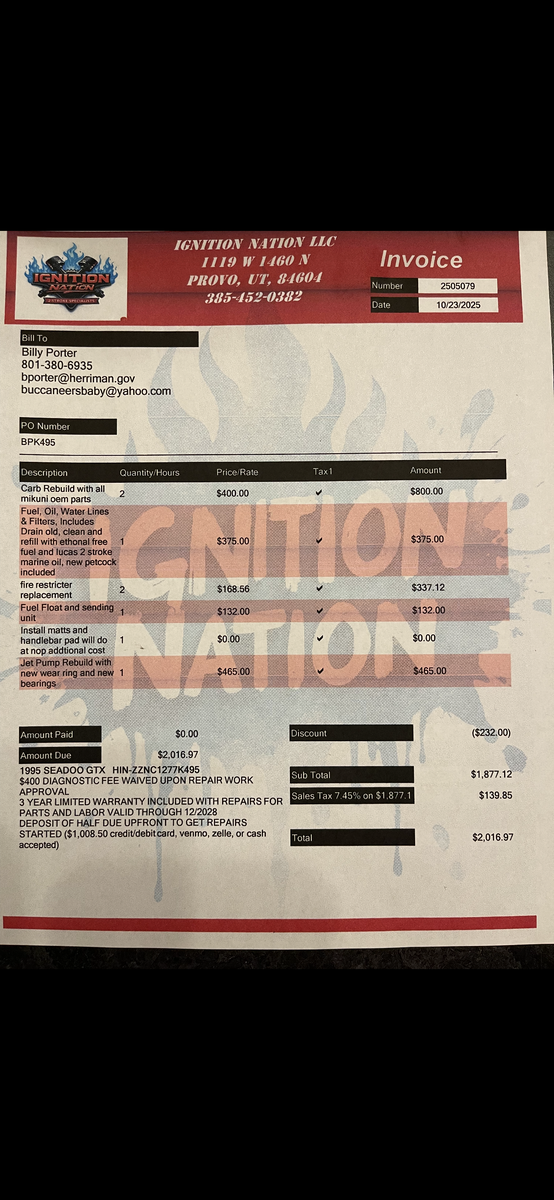 IGNITION NATION LLC
1119 W 1460 N
PROVO, UT, 84604
385-452-0382
IGNITION
NATION
2 STROKE SPECIALISTS
Invoice
Number 2505079
Date 10/23/2025
Bill To
Billy Porter
801-380-6935
bporter@herriman.gov
buccaneersbaby@yahoo.com
PO Number
BPK495
Description Quantity/Hours Price/Rate Tax1 Amount
Carb Rebuild with all
mikuni oem parts 2 $400.00 ✓ $800.00
Fuel, Oil, Water Lines
& Filters, Includes
Drain old, clean and
refill with ethonal free 1 $375.00 ✓ $375.00
fuel and lucas 2 stroke
marine oil, new petcock
included
fire restricter
replacement 2 $168.56 ✓ $337.12
Fuel Float and sending
unit 1 $132.00 ✓ $132.00
Install matts and
handlebar pad will do 1 $0.00 ✓ $0.00
at nop addtional cost
Jet Pump Rebuild with
new wear ring and new 1 $465.00 ✓ $465.00
bearings
IGNITION
NATION
Amount Paid $0.00
Amount Due $2,016.97
1995 SEADOO GTX HIN-ZZNC1277K495
$400 DIAGNOSTIC FEE WAIVED UPON REPAIR WORK
APPROVAL
3 YEAR LIMITED WARRANTY INCLUDED WITH REPAIRS FOR
PARTS AND LABOR VALID THROUGH 12/2028
DEPOSIT OF HALF DUE UPFRONT TO GET REPAIRS
STARTED ($1,008.50 credit/debit card, venmo, zelle, or cash
accepted)
Discount ($232.00)
Sub Total $1,877.12
Sales Tax 7.45% on $1,877.1 $139.85
Total $2,016.97